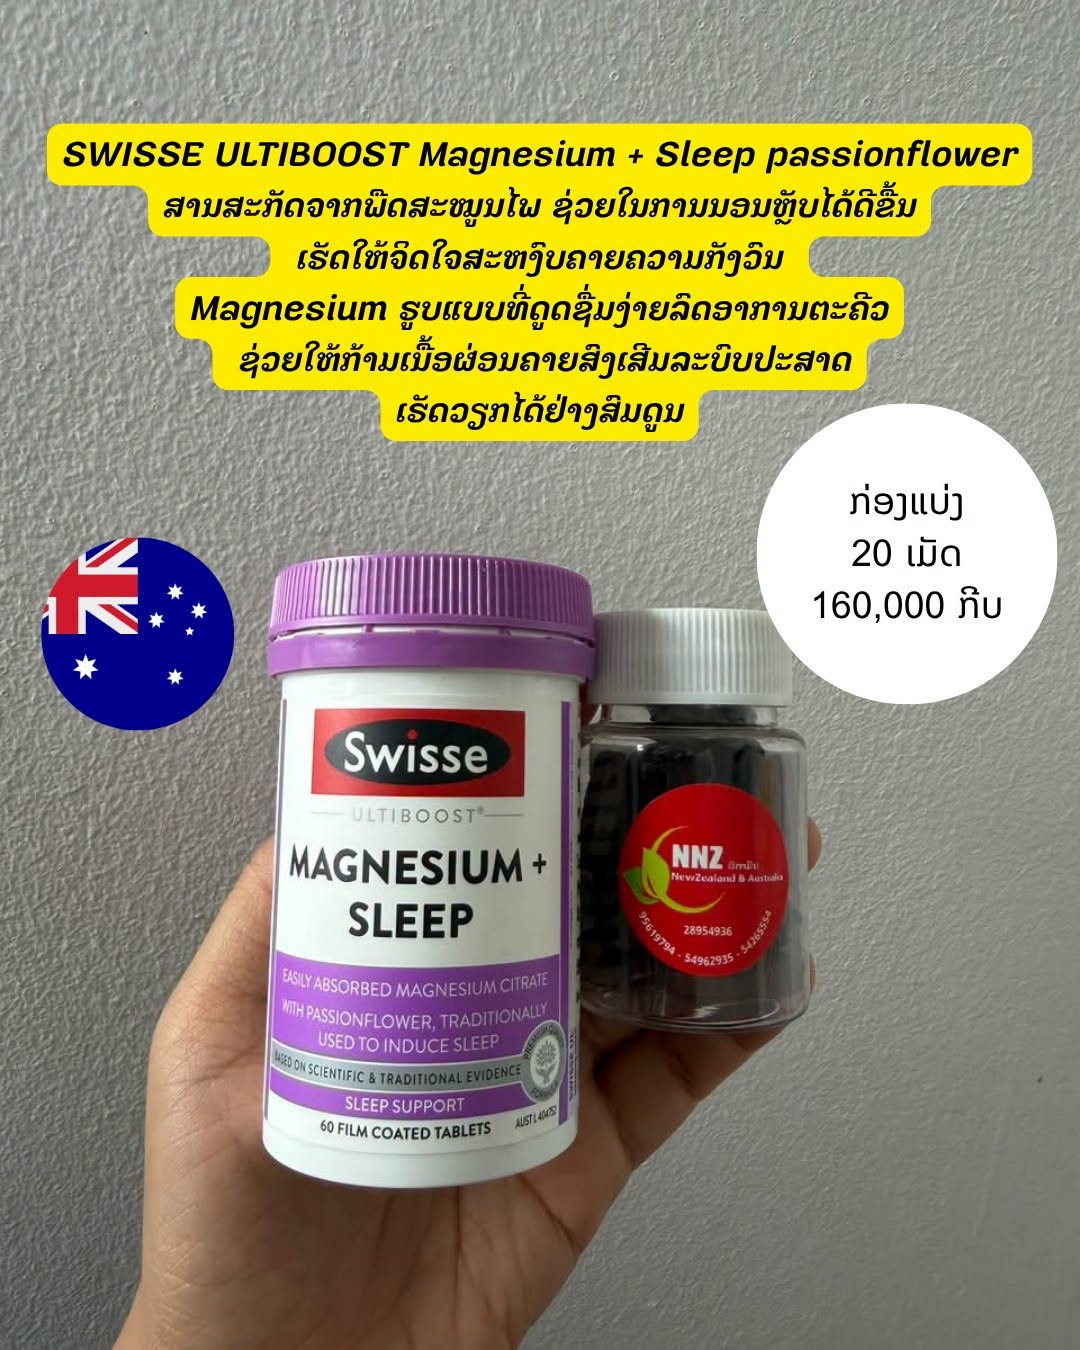 SWISSE ULTIBOOST Magnesium + Sleep passionflower
ສານສະກັດຈາກພືດສະໝູນໄພ ຊ່ວຍໃນການນອນຫຼັບໄດ້ດີຂື້ນ
ເຮັດໃຫ້ຈິດໃຈສະຫງົບຄາຍຄວາມກັງວົນ
Magnesium ຮູບແບບທີ່ດູດຊື່ມງ່າຍລົດອາການຕະຄີວ
ຊ່ວຍໃຫ້ກ້າມເນື້ອຜ່ອນຄາຍສົງເສີມລະບົບປະສາດ
ເຮັດວຽກໄດ້ຢ່າງສົມດູນ
ກ່ອງແບ່ງ
20 ເມັດ
160,000 ກີບ
Swisse
ULTIBOOST®
MAGNESIUM +
SLEEP
EASILY ABSORBED MAGNESIUM CITRATE
WITH PASSIONFLOWER, TRADITIONALLY
USED TO INDUCE SLEEP
BASED ON SCIENTIFIC & TRADITIONAL EVIDENCE
PREMIUM
FORMULA
SLEEP SUPPORT
60 FILM COATED TABLETS
AUST L 404752
NNZ
NewZealand & Australia
28954936
95619794 - 54962935 - 54265554